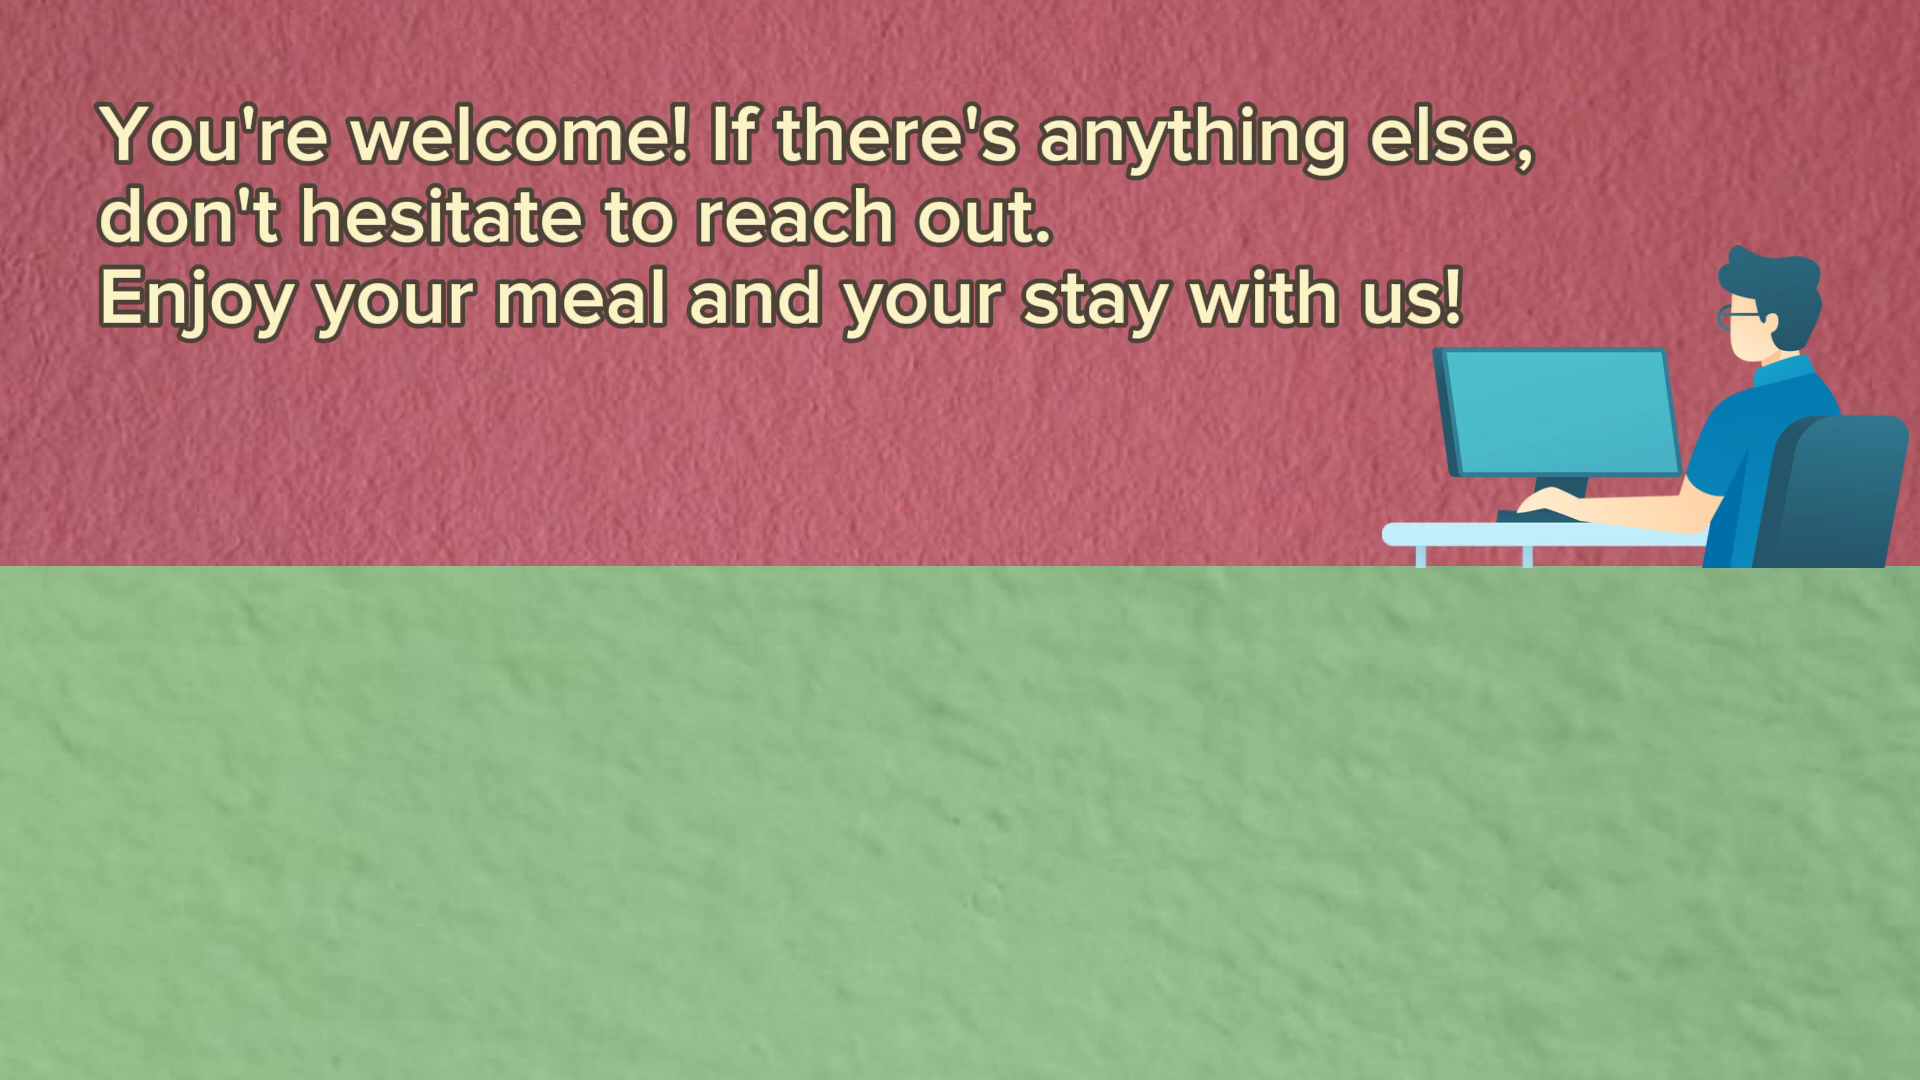 You're welcome! If there's anything else,
don't hesitate to reach out.
Enjoy your meal and your stay with us!